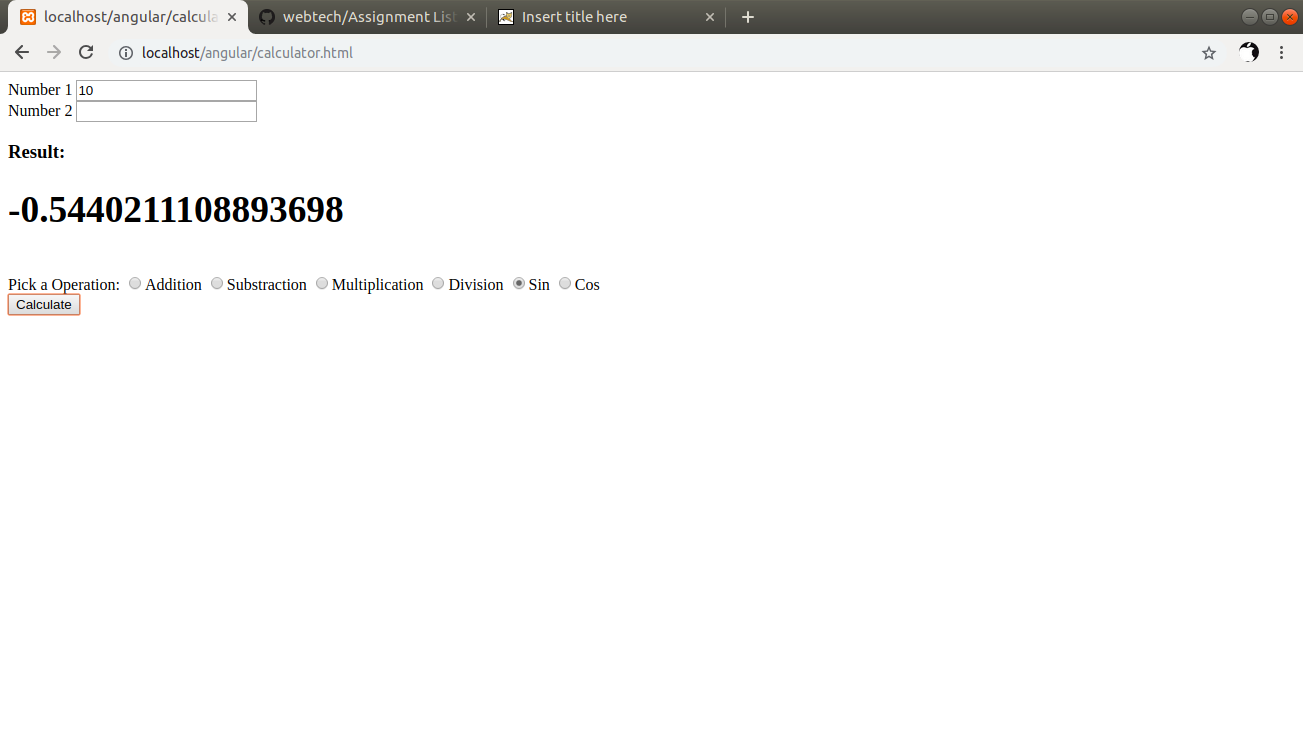 localhost/angular/calcula
webtech/Assignment List
Insert title here
localhost/angular/calculator.html
Number 1 10
Number 2
Result:
-0.5440211108893698
Pick a Operation: Addition Substraction Multiplication Division Sin Cos
Calculate